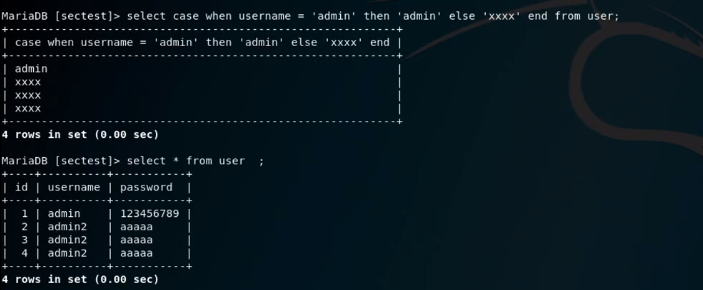 MariaDB [sectest]> select case when username = 'admin' then 'admin' else 'xxxx' end from user;
+-------------------------------------------------------+
| case when username = 'admin' then 'admin' else 'xxxx' end |
+-------------------------------------------------------+
| admin |
| xxxx |
| xxxx |
| xxxx |
+-------------------------------------------------------+
4 rows in set (0.00 sec)
MariaDB [sectest]> select * from user  ;
+----+----------+-----------+
| id | username | password  |
+----+----------+-----------+
|  1 | admin    | 123456789 |
|  2 | admin2   | aaaaa     |
|  3 | admin2   | aaaaa     |
|  4 | admin2   | aaaaa     |
+----+----------+-----------+
4 rows in set (0.00 sec)